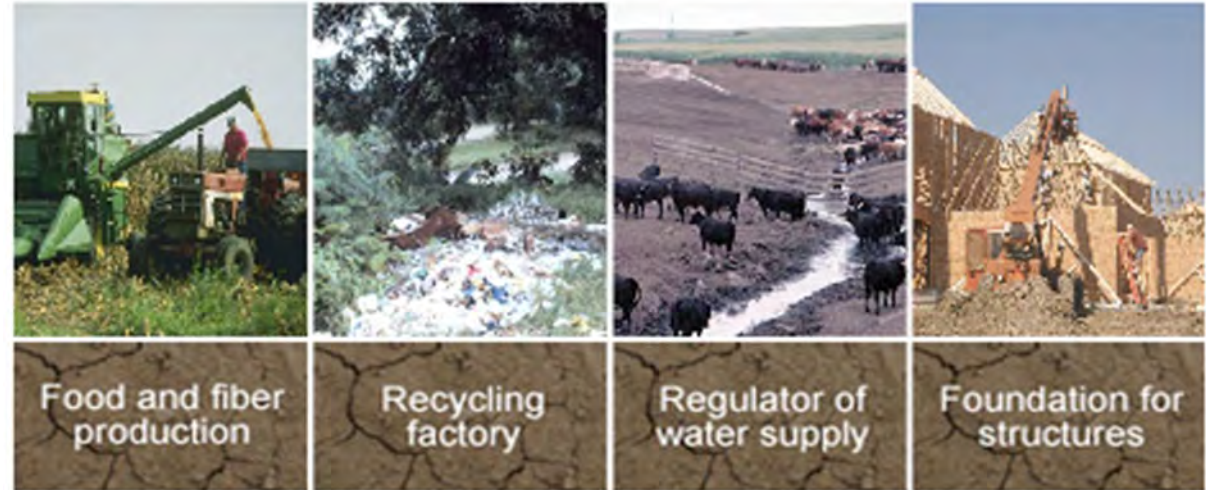 Food and fiber
production
Recycling
factory
Regulator of
water supply
Foundation for
structures